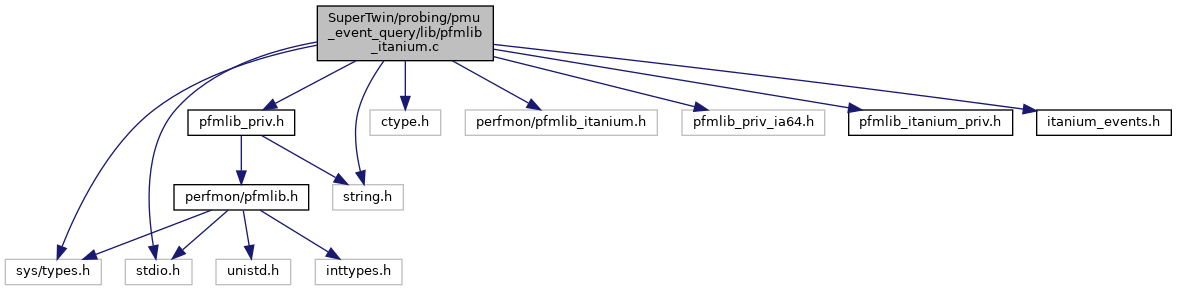 SuperTwin/probing/pmu
_event_query/lib/pfmlib
_itanium.c
pfmlib_priv.h
ctype.h
perfmon/pfmlib_itanium.h
pfmlib_priv_ia64.h
pfmlib_itanium_priv.h
itanium_events.h
perfmon/pfmlib.h
string.h
sys/types.h
stdio.h
unistd.h
inttypes.h